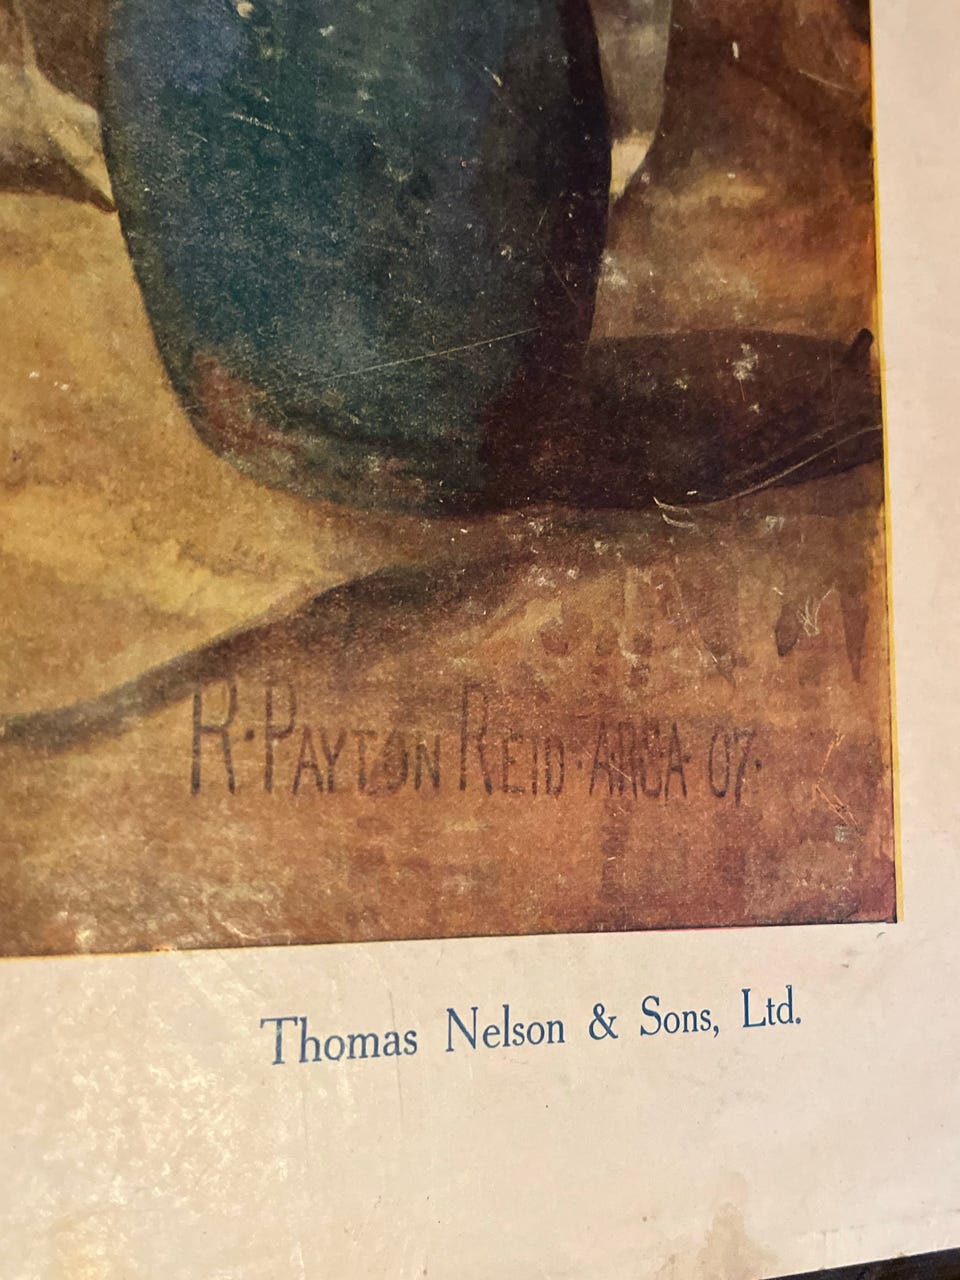 R·PAYTON REID·ARSA·07·
Thomas Nelson & Sons, Ltd.